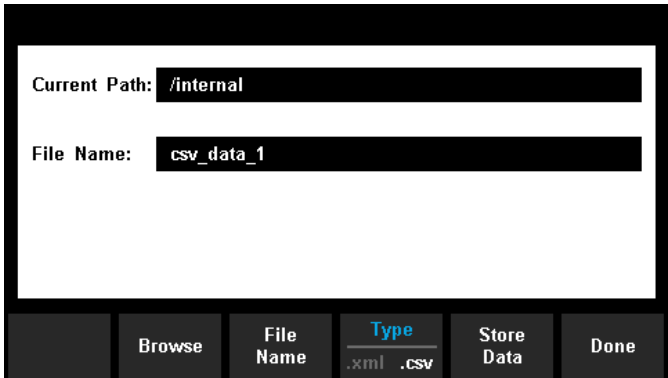 Current Path: /internal
File Name: csv_data_1
Browse
File
Name
Type
.xml .csv
Store
Data
Done